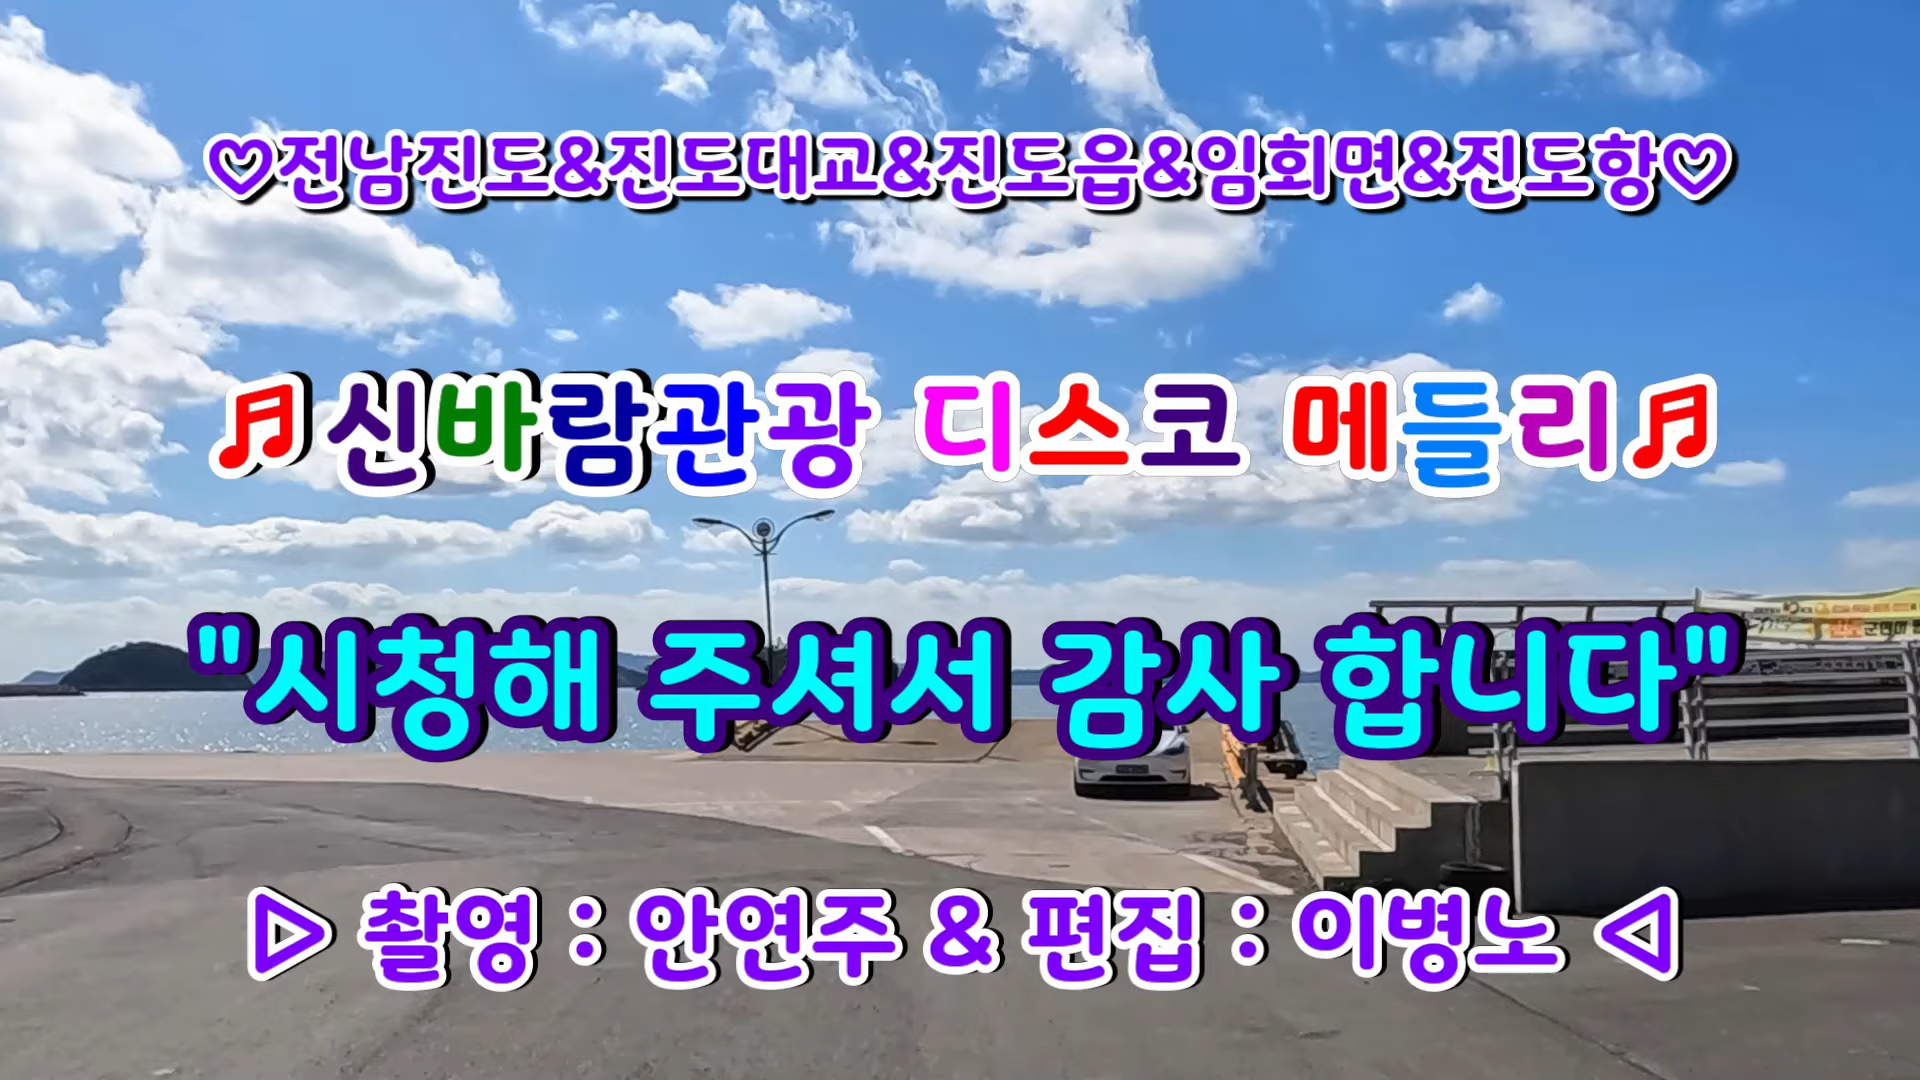 ♡전남진도&진도대교&진도읍&임회면&진도항♡
♬신바람관광 디스코 메들리♬
"시청해 주셔서 감사 합니다"
▷ 촬영 : 안연주 & 편집 : 이병노 ◁